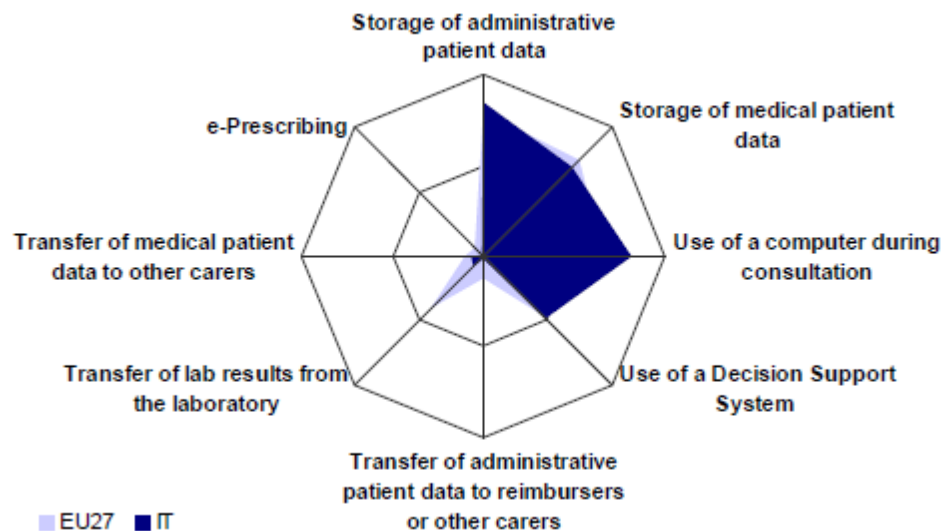 Storage of administrative
patient data
Storage of medical patient
data
Use of a computer during
consultation
Use of a Decision Support
System
Transfer of administrative
patient data to reimbursers
or other carers
Transfer of lab results from
the laboratory
Transfer of medical patient
data to other carers
e-Prescribing
EU27 IT